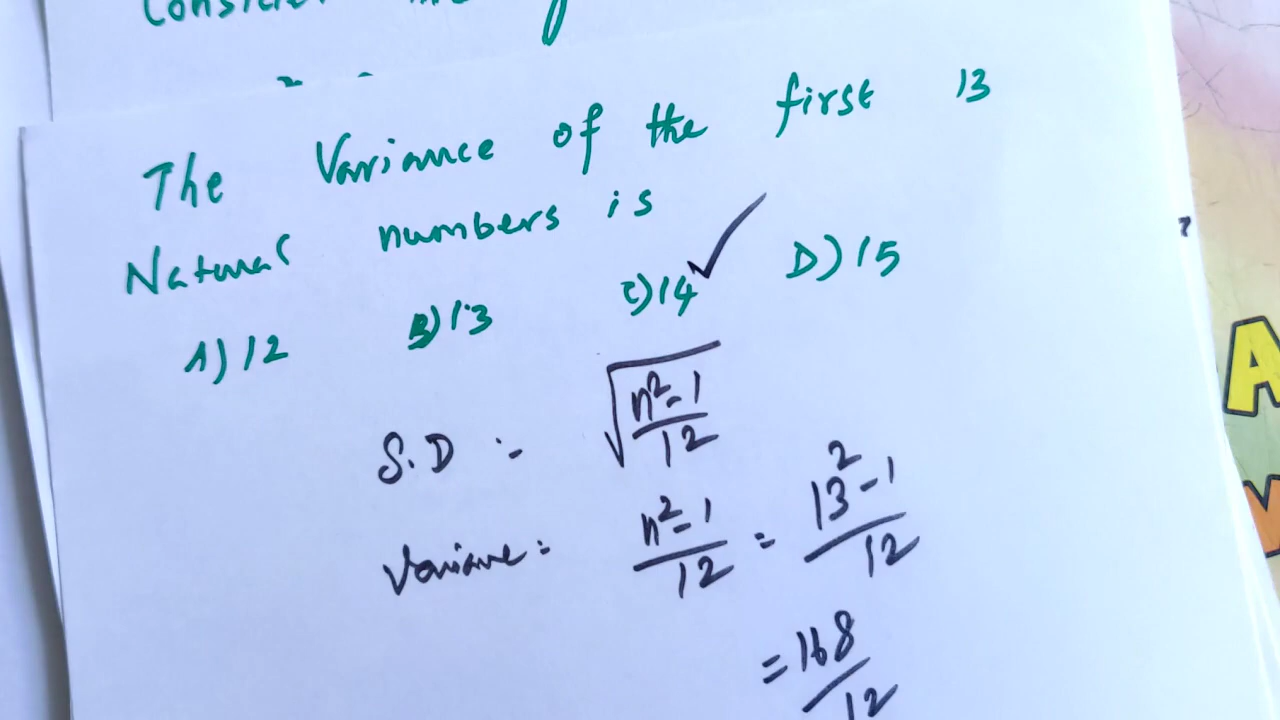 The Variance of the first 13
Natural numbers is
A) 12 B) 13 C) 14 ✓ D) 15
S.D :- √((n²-1)/12)
Variance = (n²-1)/12 = (13²-1)/12
= 168/12
A